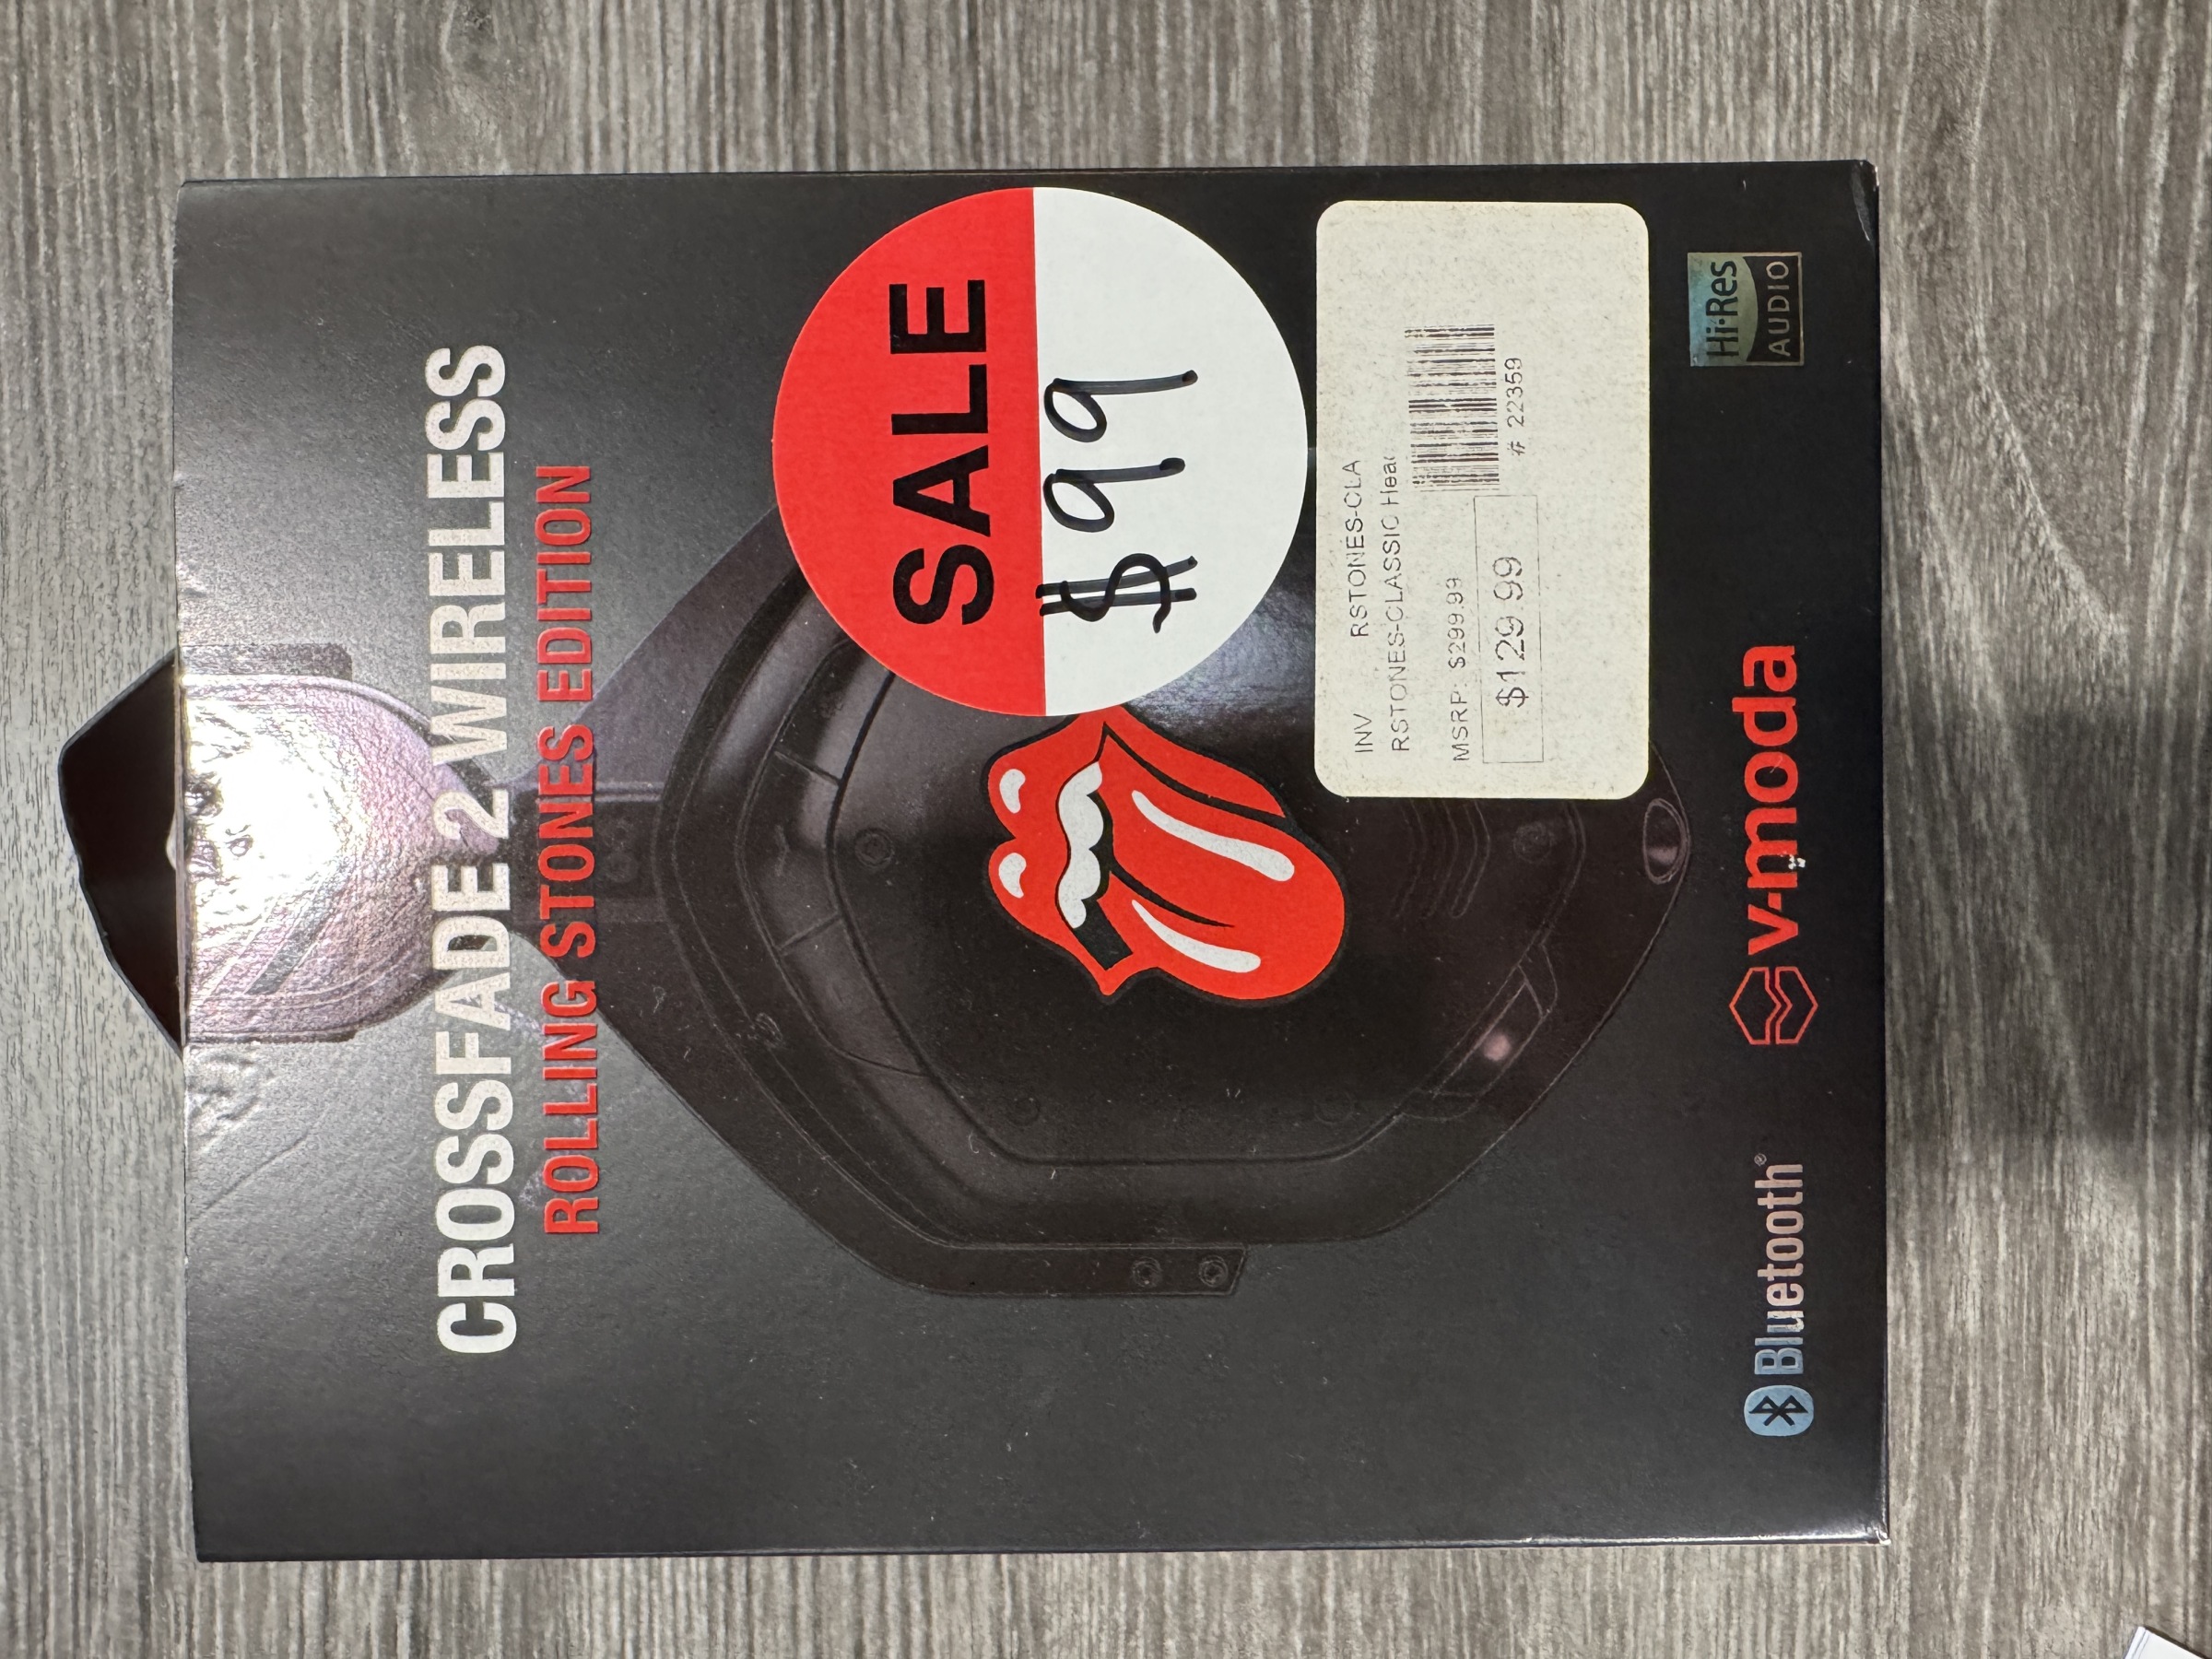 CROSSFADE 2 WIRELESS
ROLLING STONES EDITION
SALE
$99
INV RSTONES-CLA
RSTONES-CLASSIC Head
MSRP: $299.99
$129.99
# 22359
Bluetooth®
v-moda
Hi-Res
AUDIO